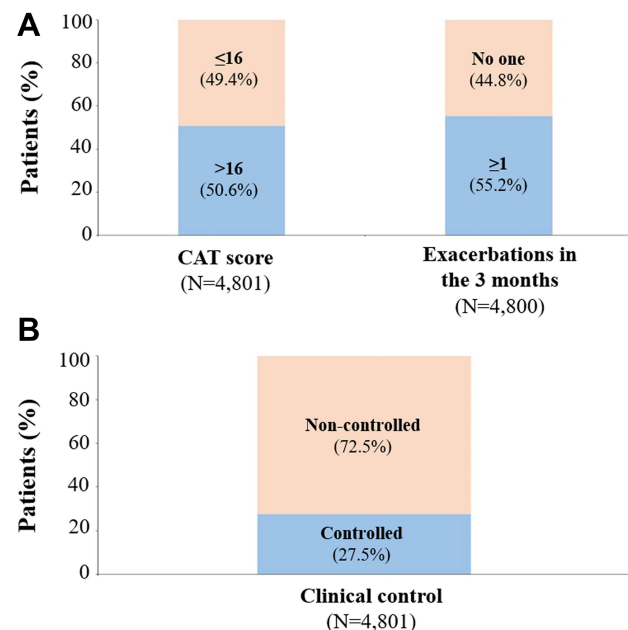 A
Patients (%)
100
80
60
40
20
0
≤16
(49.4%)
>16
(50.6%)
No one
(44.8%)
≥1
(55.2%)
CAT score
(N=4,801)
Exacerbations in
the 3 months
(N=4,800)
B
Patients (%)
100
80
60
40
20
0
Non-controlled
(72.5%)
Controlled
(27.5%)
Clinical control
(N=4,801)